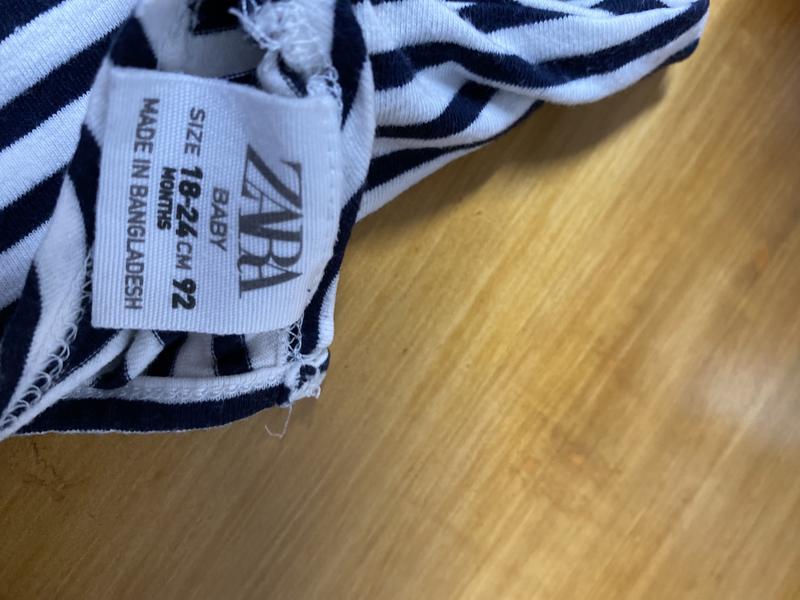 ZARA
BABY
SIZE 18-24 CM 92
MONTHS
MADE IN BANGLADESH